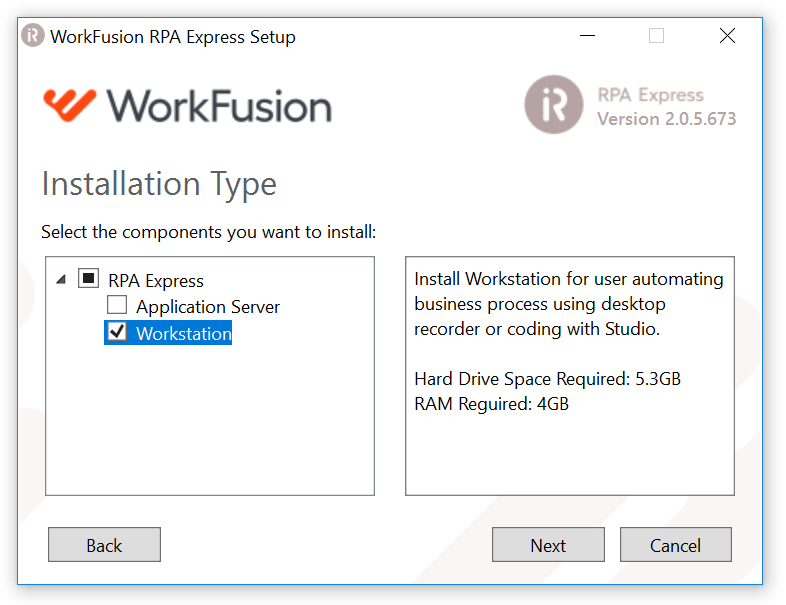 WorkFusion RPA Express Setup
WorkFusion
RPA Express
Version 2.0.5.673
Installation Type
Select the components you want to install:
RPA Express
Application Server
Workstation
Install Workstation for user automating
business process using desktop
recorder or coding with Studio.
Hard Drive Space Required: 5.3GB
RAM Reguired: 4GB
Back
Next
Cancel